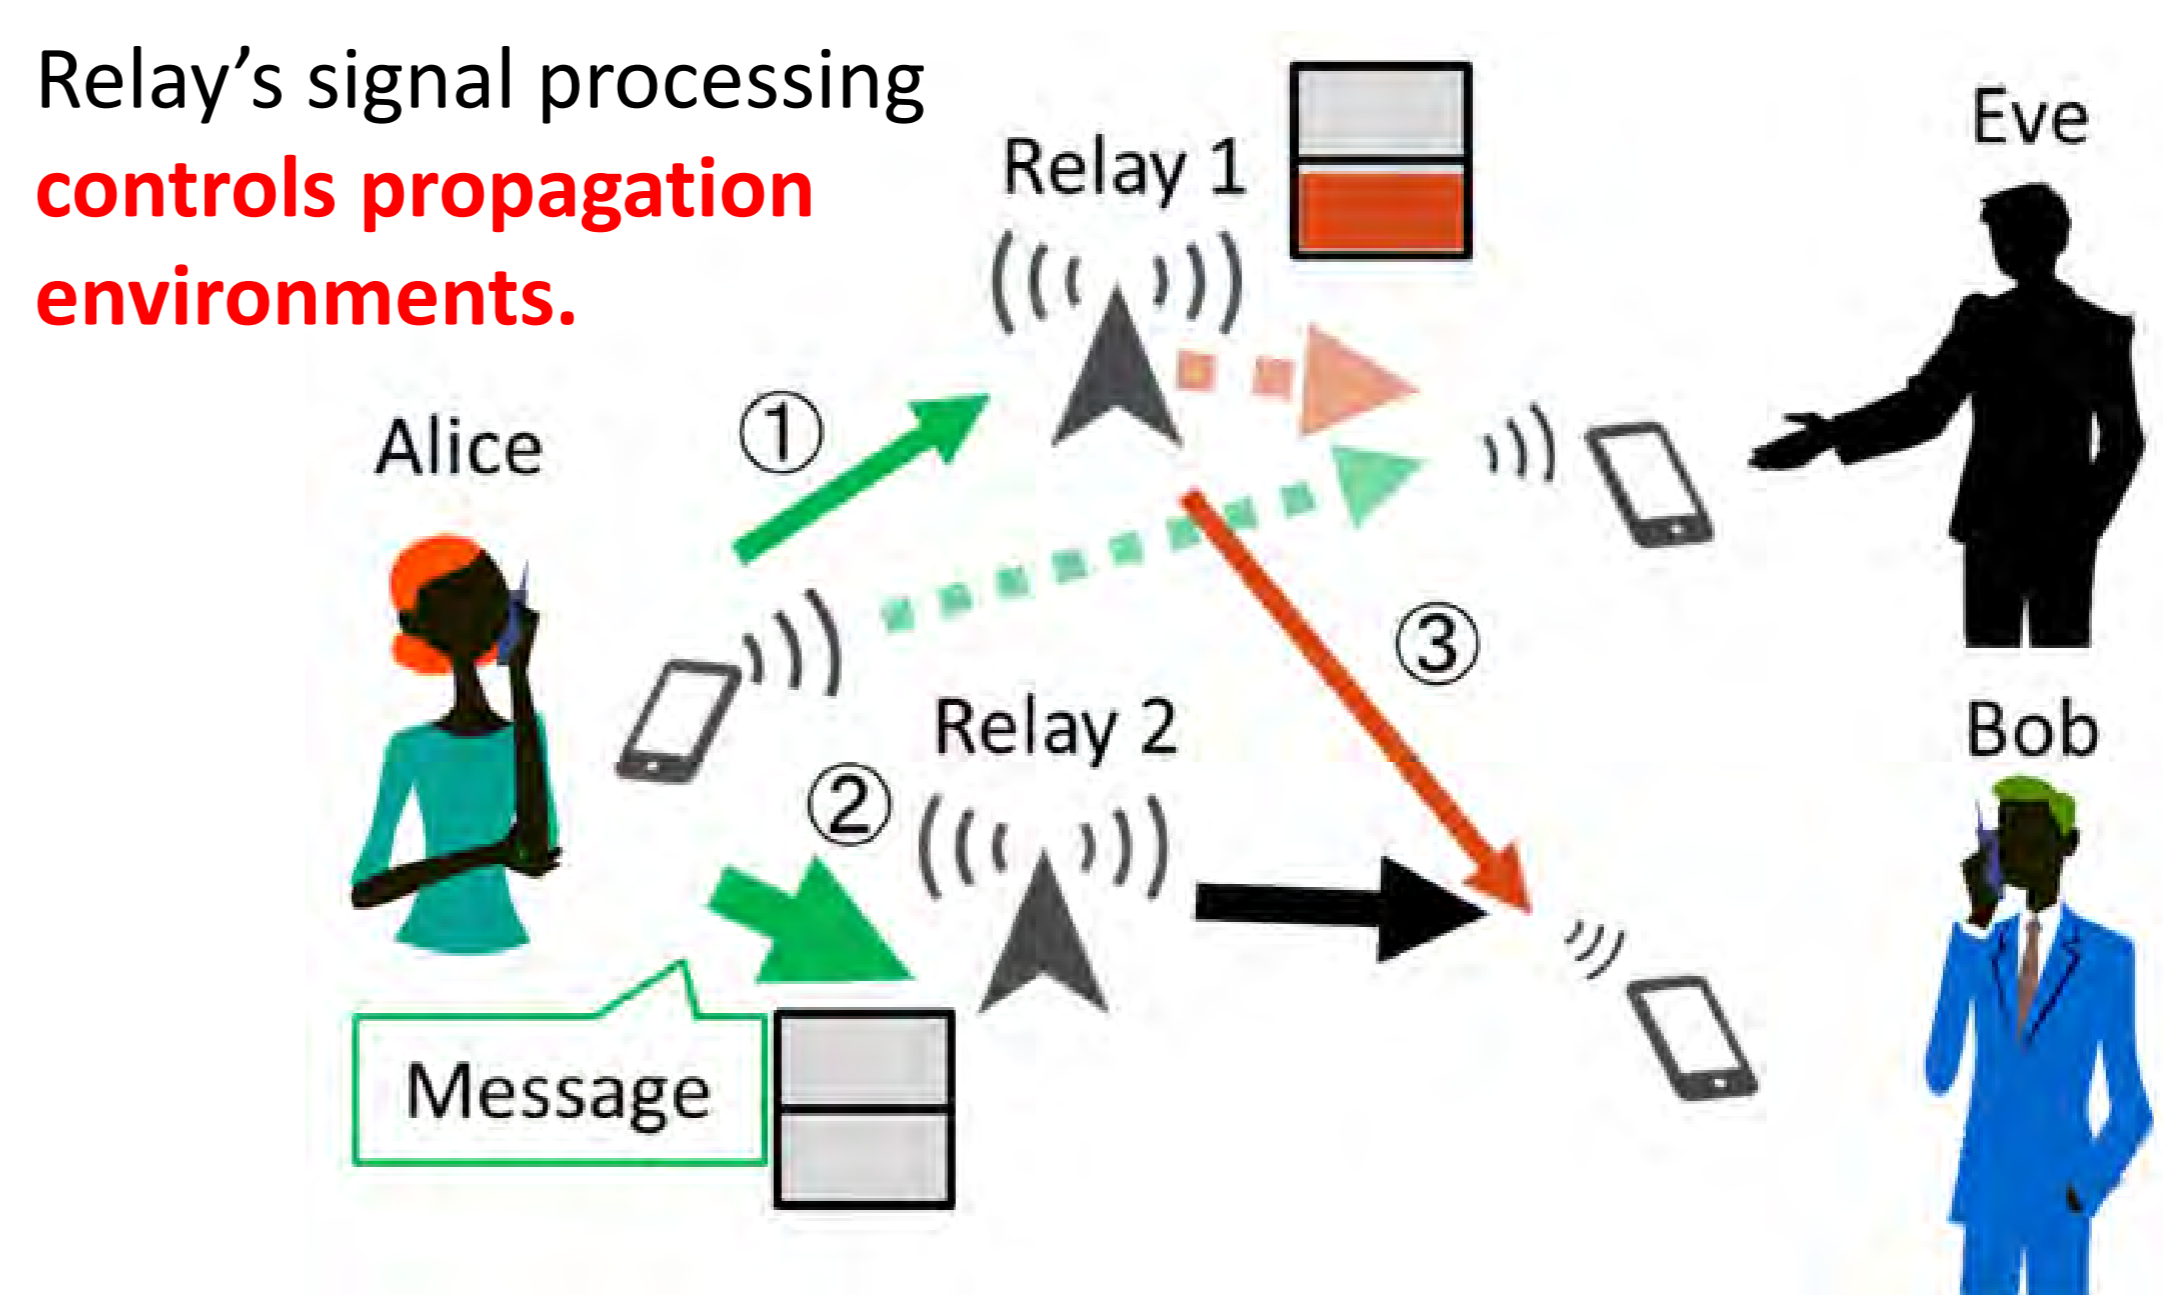 Relay’s signal processing
controls propagation
environments.
Relay 1
Eve
Alice
①
③
Relay 2
Bob
②
Message